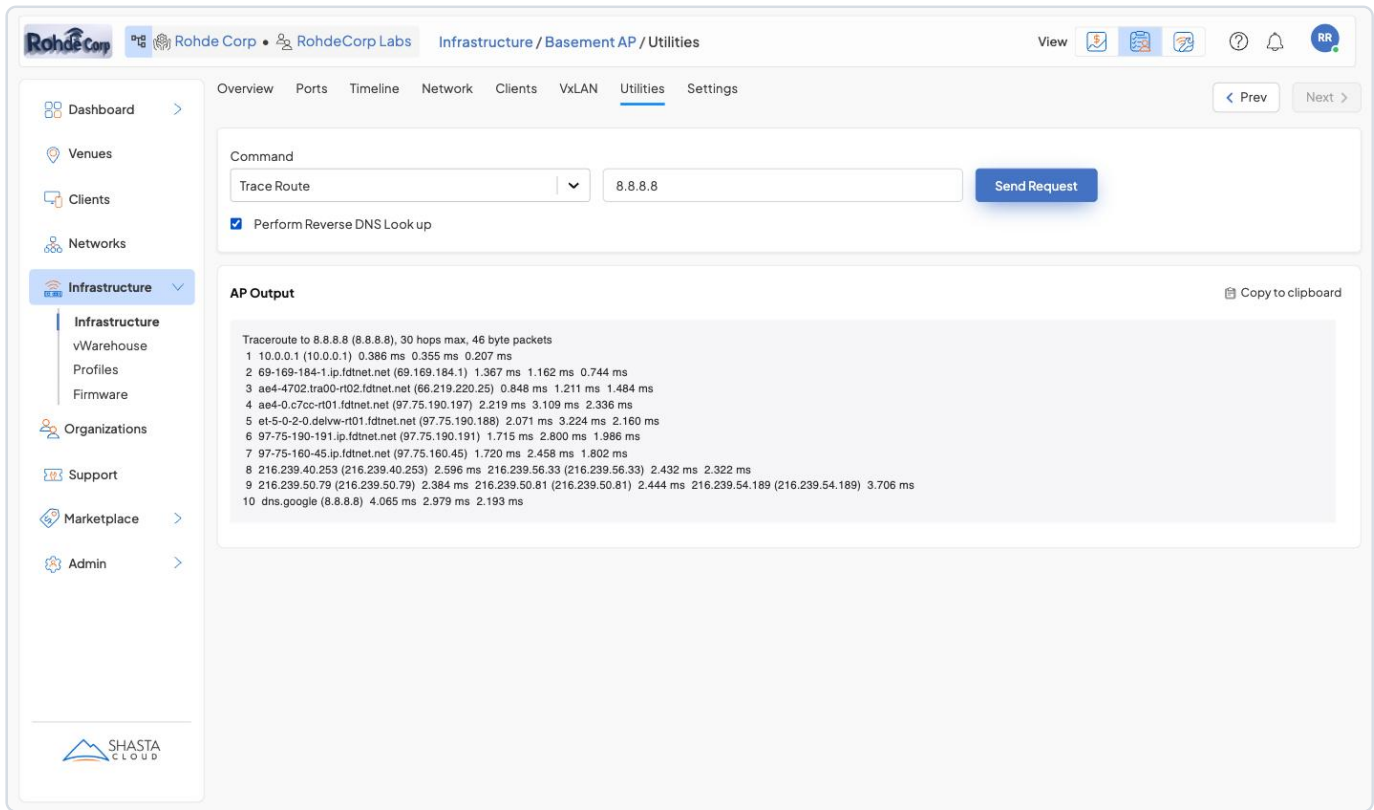 Rohde Corp Rohde Corp • RohdeCorp Labs Infrastructure / Basement AP / Utilities View $ ? RR
Overview Ports Timeline Network Clients VxLAN Utilities Settings
< Prev Next >
Dashboard
Venues
Clients
Networks
Infrastructure
Infrastructure
vWarehouse
Profiles
Firmware
Organizations
Support
Marketplace
Admin
SHASTA
CLOUD
Command
Trace Route 8.8.8.8 Send Request
Perform Reverse DNS Look up
AP Output Copy to clipboard
Traceroute to 8.8.8.8 (8.8.8.8), 30 hops max, 46 byte packets
1 10.0.0.1 (10.0.0.1) 0.386 ms 0.355 ms 0.207 ms
2 69-169-184-1.ip.fdtnet.net (69.169.184.1) 1.367 ms 1.162 ms 0.744 ms
3 ae4-4702.tra00-rt02.fdtnet.net (66.219.220.25) 0.848 ms 1.211 ms 1.484 ms
4 ae4-0.c7cc-rt01.fdtnet.net (97.75.190.197) 2.219 ms 3.109 ms 2.336 ms
5 et-5-0-2-0.delvw-rt01.fdtnet.net (97.75.190.188) 2.071 ms 3.224 ms 2.160 ms
6 97-75-190-191.ip.fdtnet.net (97.75.190.191) 1.715 ms 2.800 ms 1.986 ms
7 97-75-160-45.ip.fdtnet.net (97.75.160.45) 1.720 ms 2.458 ms 1.802 ms
8 216.239.40.253 (216.239.40.253) 2.596 ms 216.239.56.33 (216.239.56.33) 2.432 ms 2.322 ms
9 216.239.50.79 (216.239.50.79) 2.384 ms 216.239.50.81 (216.239.50.81) 2.444 ms 216.239.54.189 (216.239.54.189) 3.706 ms
10 dns.google (8.8.8.8) 4.065 ms 2.979 ms 2.193 ms